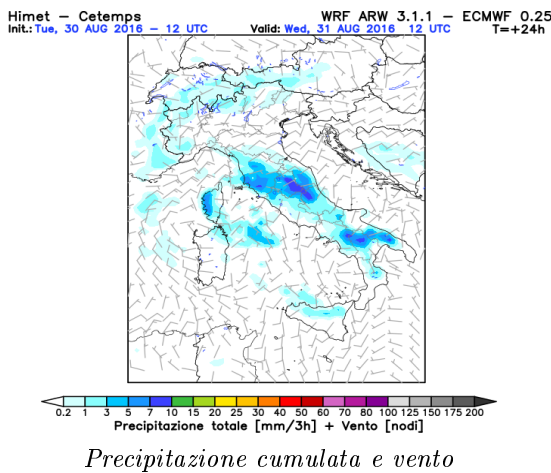 Himet – Cetemps WRF ARW 3.1.1 – ECMWF 0.25
Init.: Tue, 30 AUG 2016 – 12 UTC Valid: Wed, 31 AUG 2016 12 UTC T=+24h
0.2 1 3 5 7 10 15 20 25 30 40 50 60 70 80 100 125 150 175 200
Precipitazione totale [mm/3h] + Vento [nodi]
Precipitazione cumulata e vento